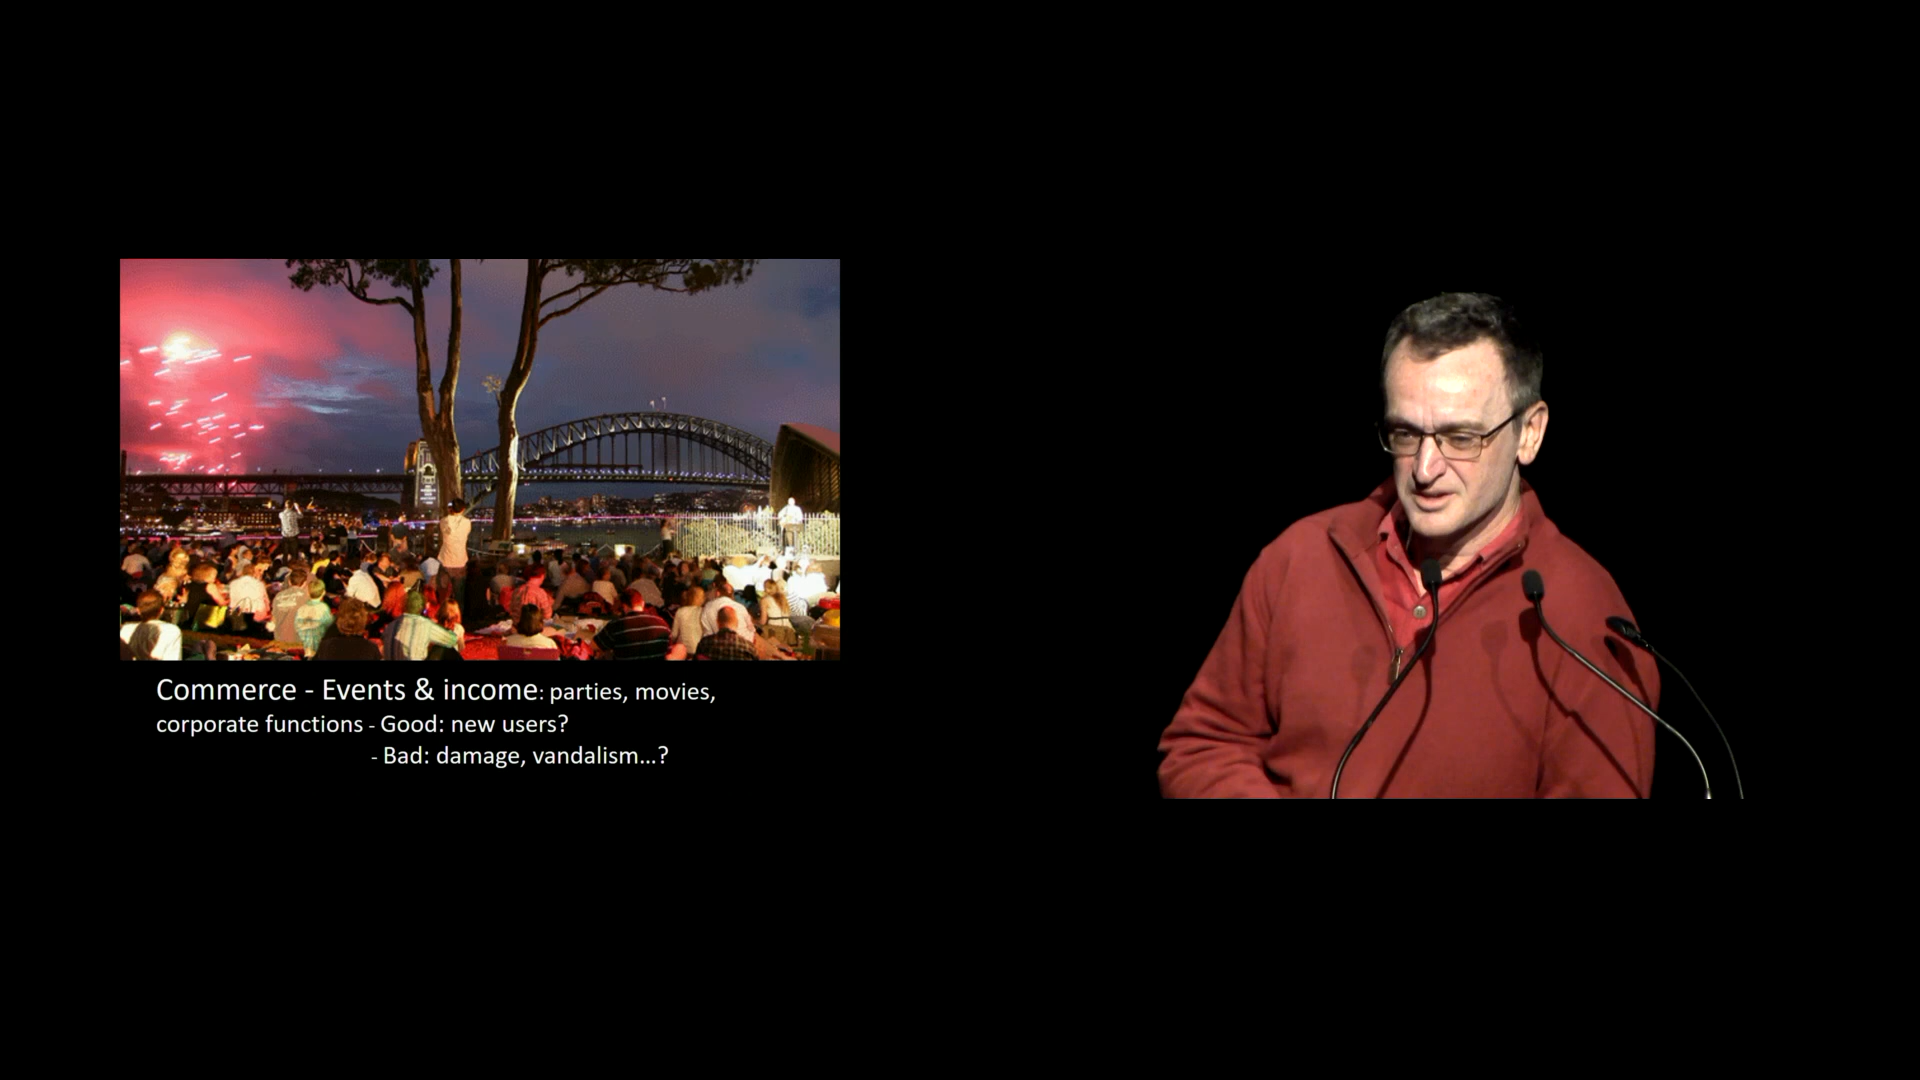 Commerce - Events & income: parties, movies,
corporate functions - Good: new users?
- Bad: damage, vandalism...?